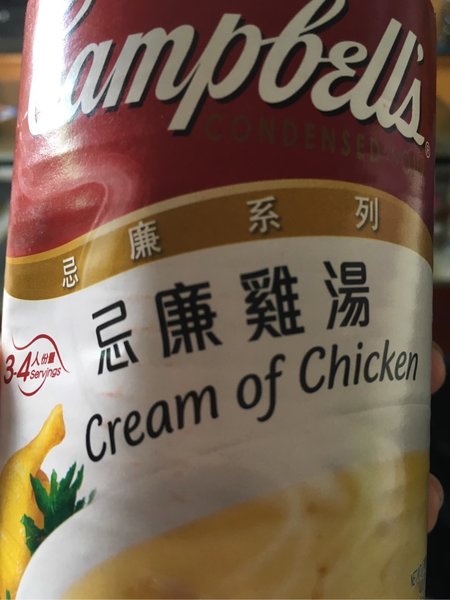 Campbell's
CONDENSED
忌廉系列
忌廉雞湯
3-4人份量
Servings
Cream of Chicken